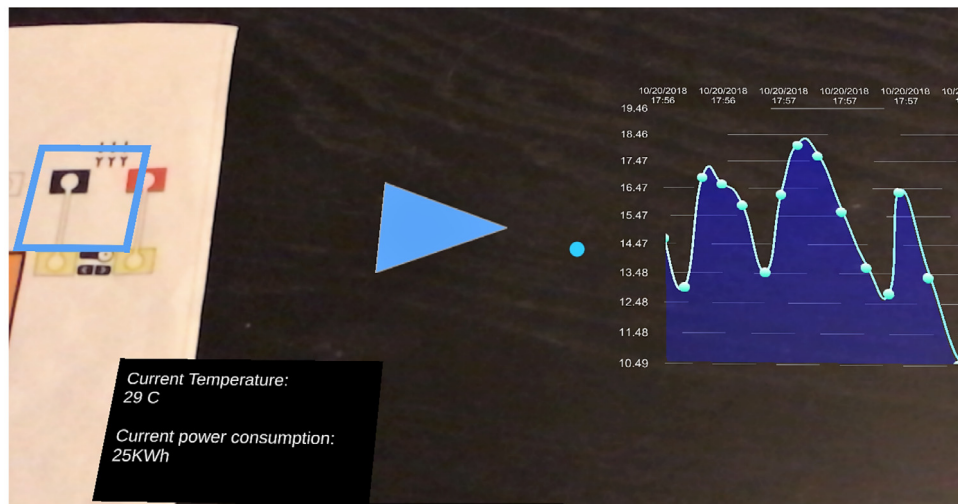 10/20/2018 10/20/2018 10/20/2018 10/20/2018 10/20/2018 10/2
17:56 17:56 17:57 17:57 17:57
19.46
18.46
17.47
16.47
15.47
14.47
13.48
12.48
11.48
10.49
Current Temperature:
29 C
Current power consumption:
25KWh